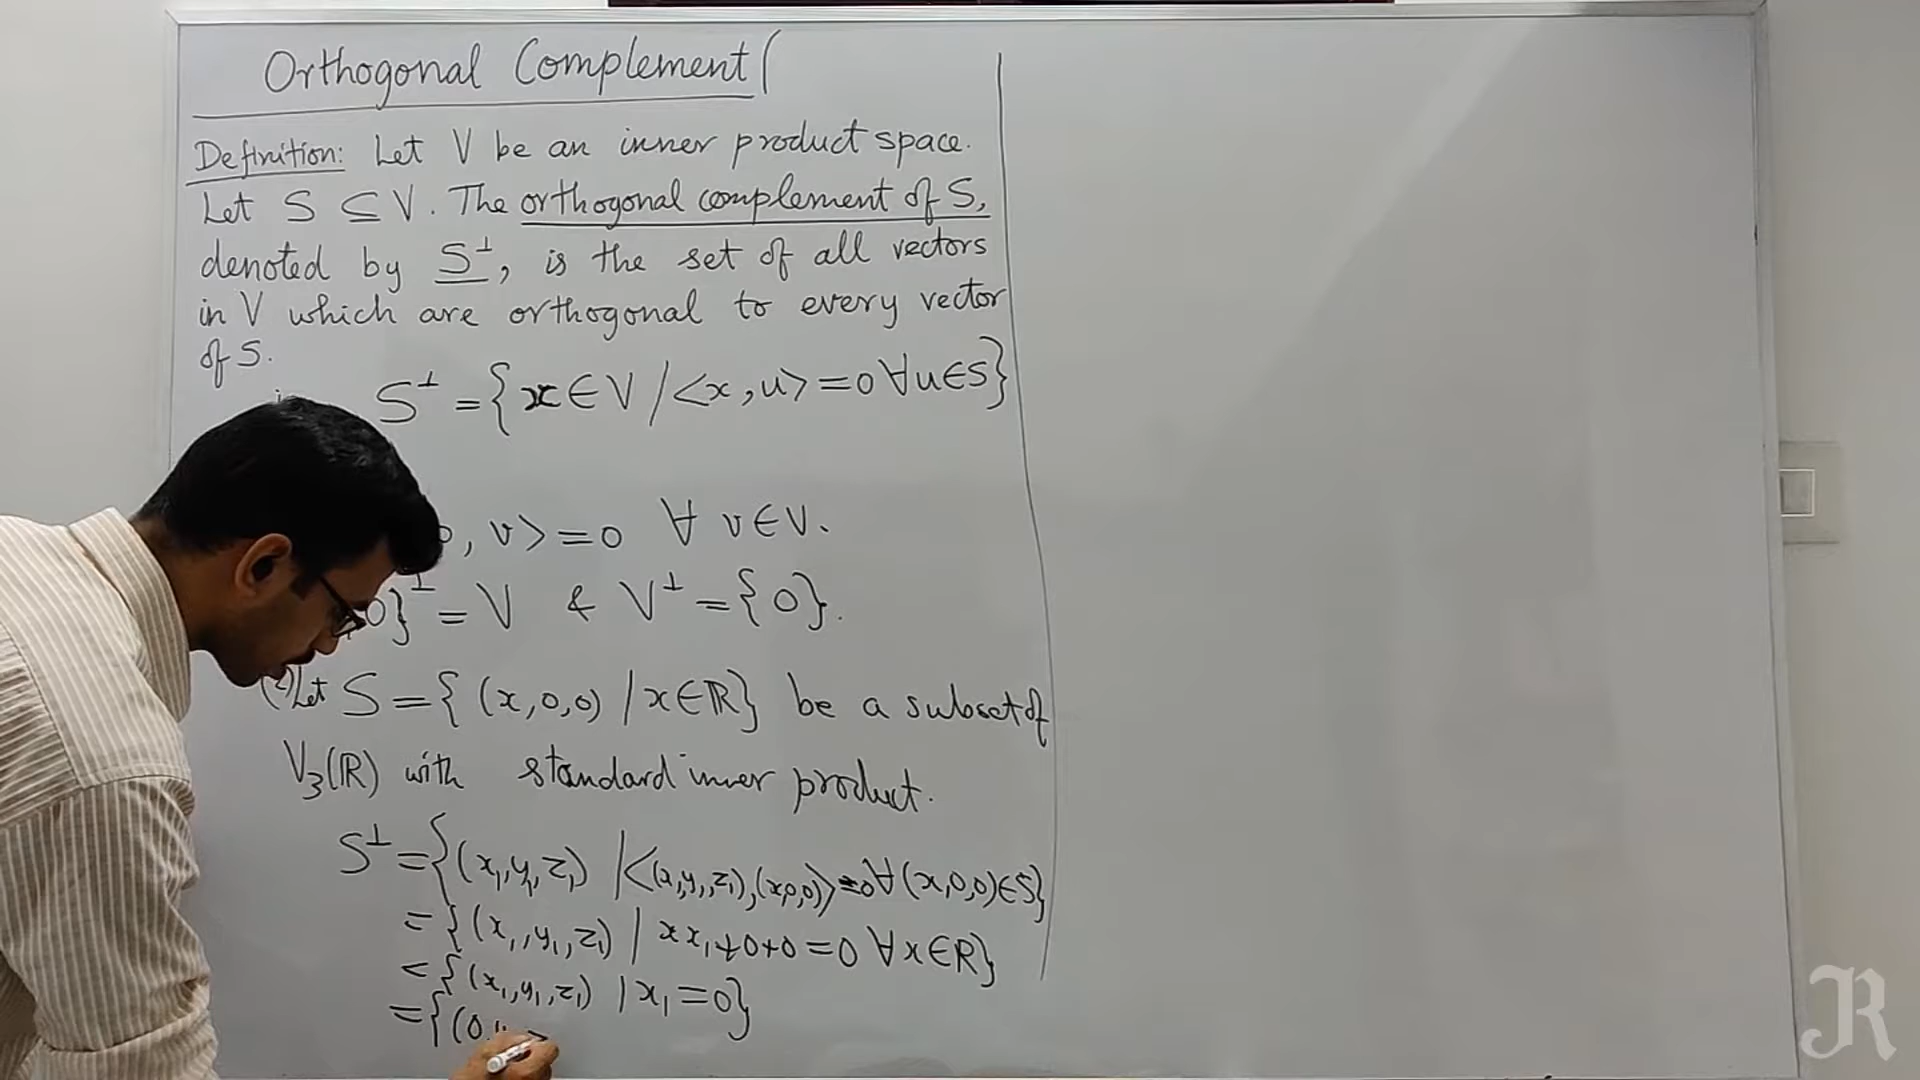 Orthogonal Complement (
Definition: Let V be an inner product space.
Let S ⊆ V. The orthogonal complement of S,
denoted by S⊥, is the set of all vectors
in V which are orthogonal to every vector
of S.
S⊥ = {x ∈ V / <x, u> = 0 ∀ u ∈ S}
, v> = 0 ∀ v ∈ V.
0}⊥ = V & V⊥ = {0}.
(2) Let S = { (x, 0, 0) / x ∈ ℝ} be a subset of
V₃(ℝ) with standard inner product.
S⊥ = {(x₁, y₁, z₁) / <(x₁, y₁, z₁), (x,0,0)> = 0 ∀ (x, 0, 0) ∈ S}
= {(x₁, y₁, z₁) / x x₁ + 0 + 0 = 0 ∀ x ∈ ℝ}
= {(x₁, y₁, z₁) / x₁ = 0}
= {(0,
R